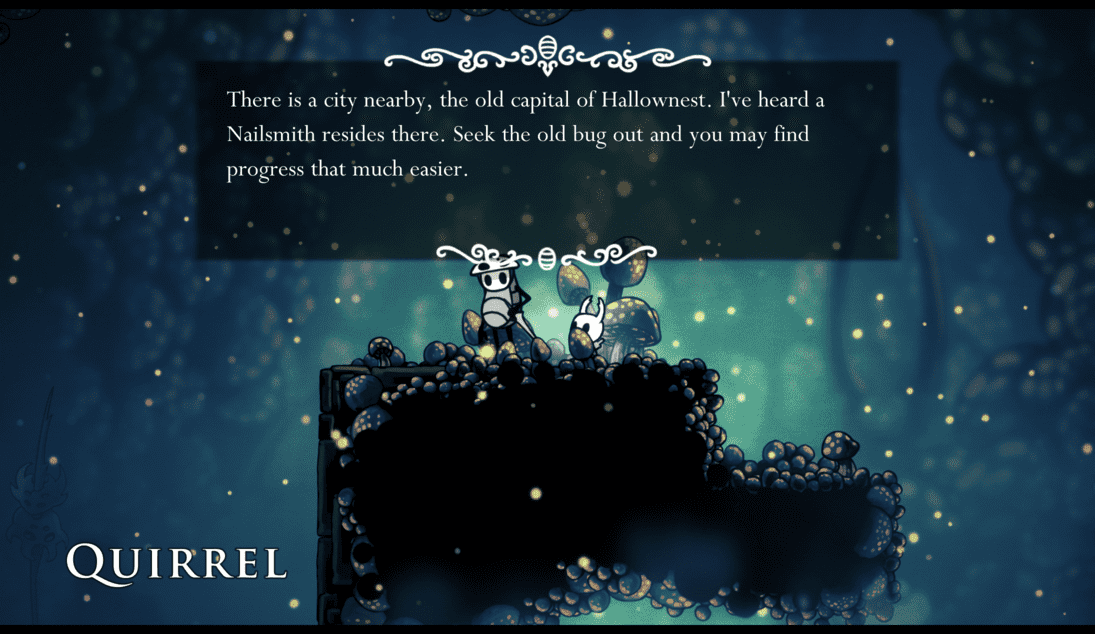 There is a city nearby, the old capital of Hallownest. I've heard a
Nailsmith resides there. Seek the old bug out and you may find
progress that much easier.
QUIRREL